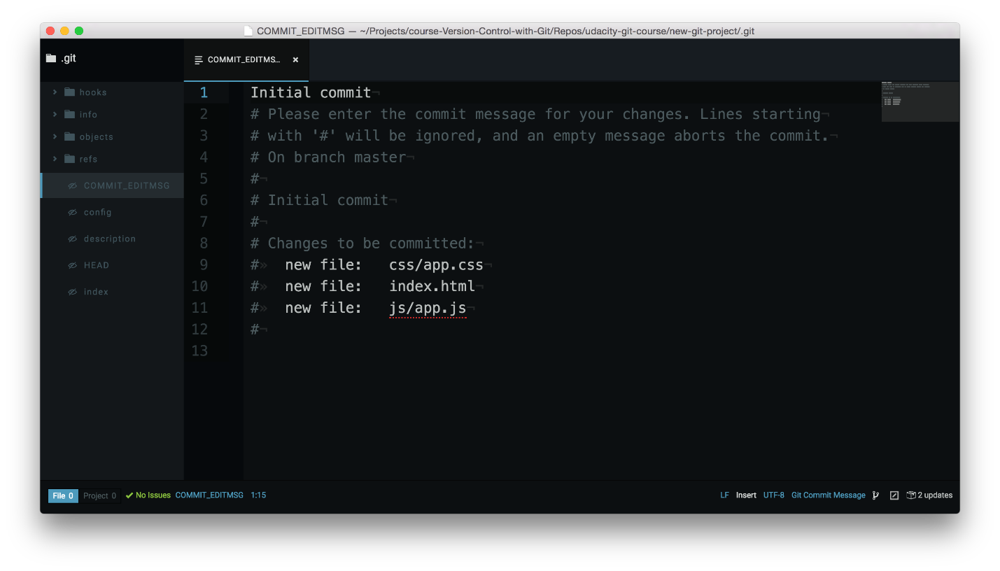 COMMIT_EDITMSG — ~/Projects/course-Version-Control-with-Git/Repos/udacity-git-course/new-git-project/.git
.git
COMMIT_EDITMS…
hooks
info
objects
refs
COMMIT_EDITMSG
config
description
HEAD
index
1 Initial commit¬
2 # Please enter the commit message for your changes. Lines starting¬
3 # with '#' will be ignored, and an empty message aborts the commit.¬
4 # On branch master¬
5 #¬
6 # Initial commit¬
7 #¬
8 # Changes to be committed:¬
9 #» new file: css/app.css¬
10 #» new file: index.html¬
11 #» new file: js/app.js¬
12 #¬
13
File 0 Project 0 No Issues COMMIT_EDITMSG 1:15 LF Insert UTF-8 Git Commit Message 2 updates